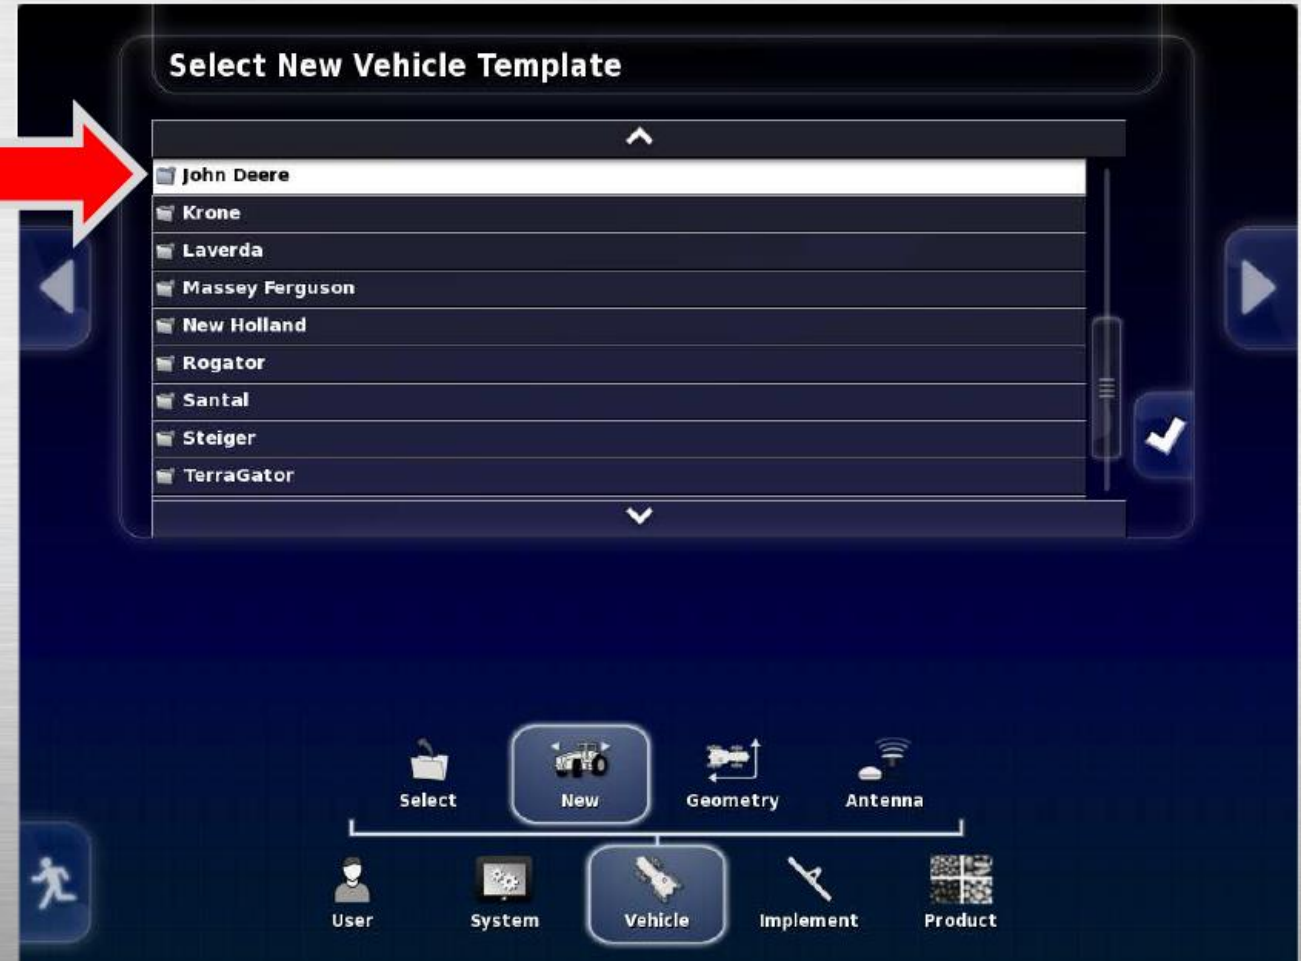 Select New Vehicle Template
John Deere
Krone
Laverda
Massey Ferguson
New Holland
Rogator
Santal
Steiger
TerraGator
Select
New
Geometry
Antenna
User
System
Vehicle
Implement
Product